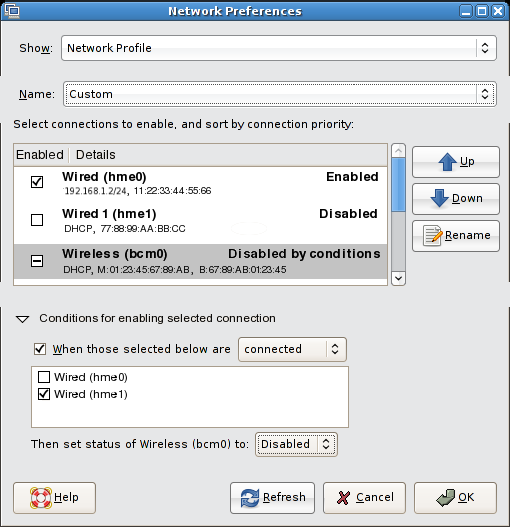 Network Preferences
Show: Network Profile
Name: Custom
Select connections to enable, and sort by connection priority:
Enabled Details
Wired (hme0) Enabled
192.168.1.2/24, 11:22:33:44:55:66
Wired 1 (hme1) Disabled
DHCP, 77:88:99:AA:BB:CC
Wireless (bcm0) Disabled by conditions
DHCP, M:01:23:45:67:89:AB, B:67:89:AB:01:23:45
Up
Down
Rename
Conditions for enabling selected connection
When those selected below are connected
Wired (hme0)
Wired (hme1)
Then set status of Wireless (bcm0) to: Disabled
Help Refresh Cancel OK